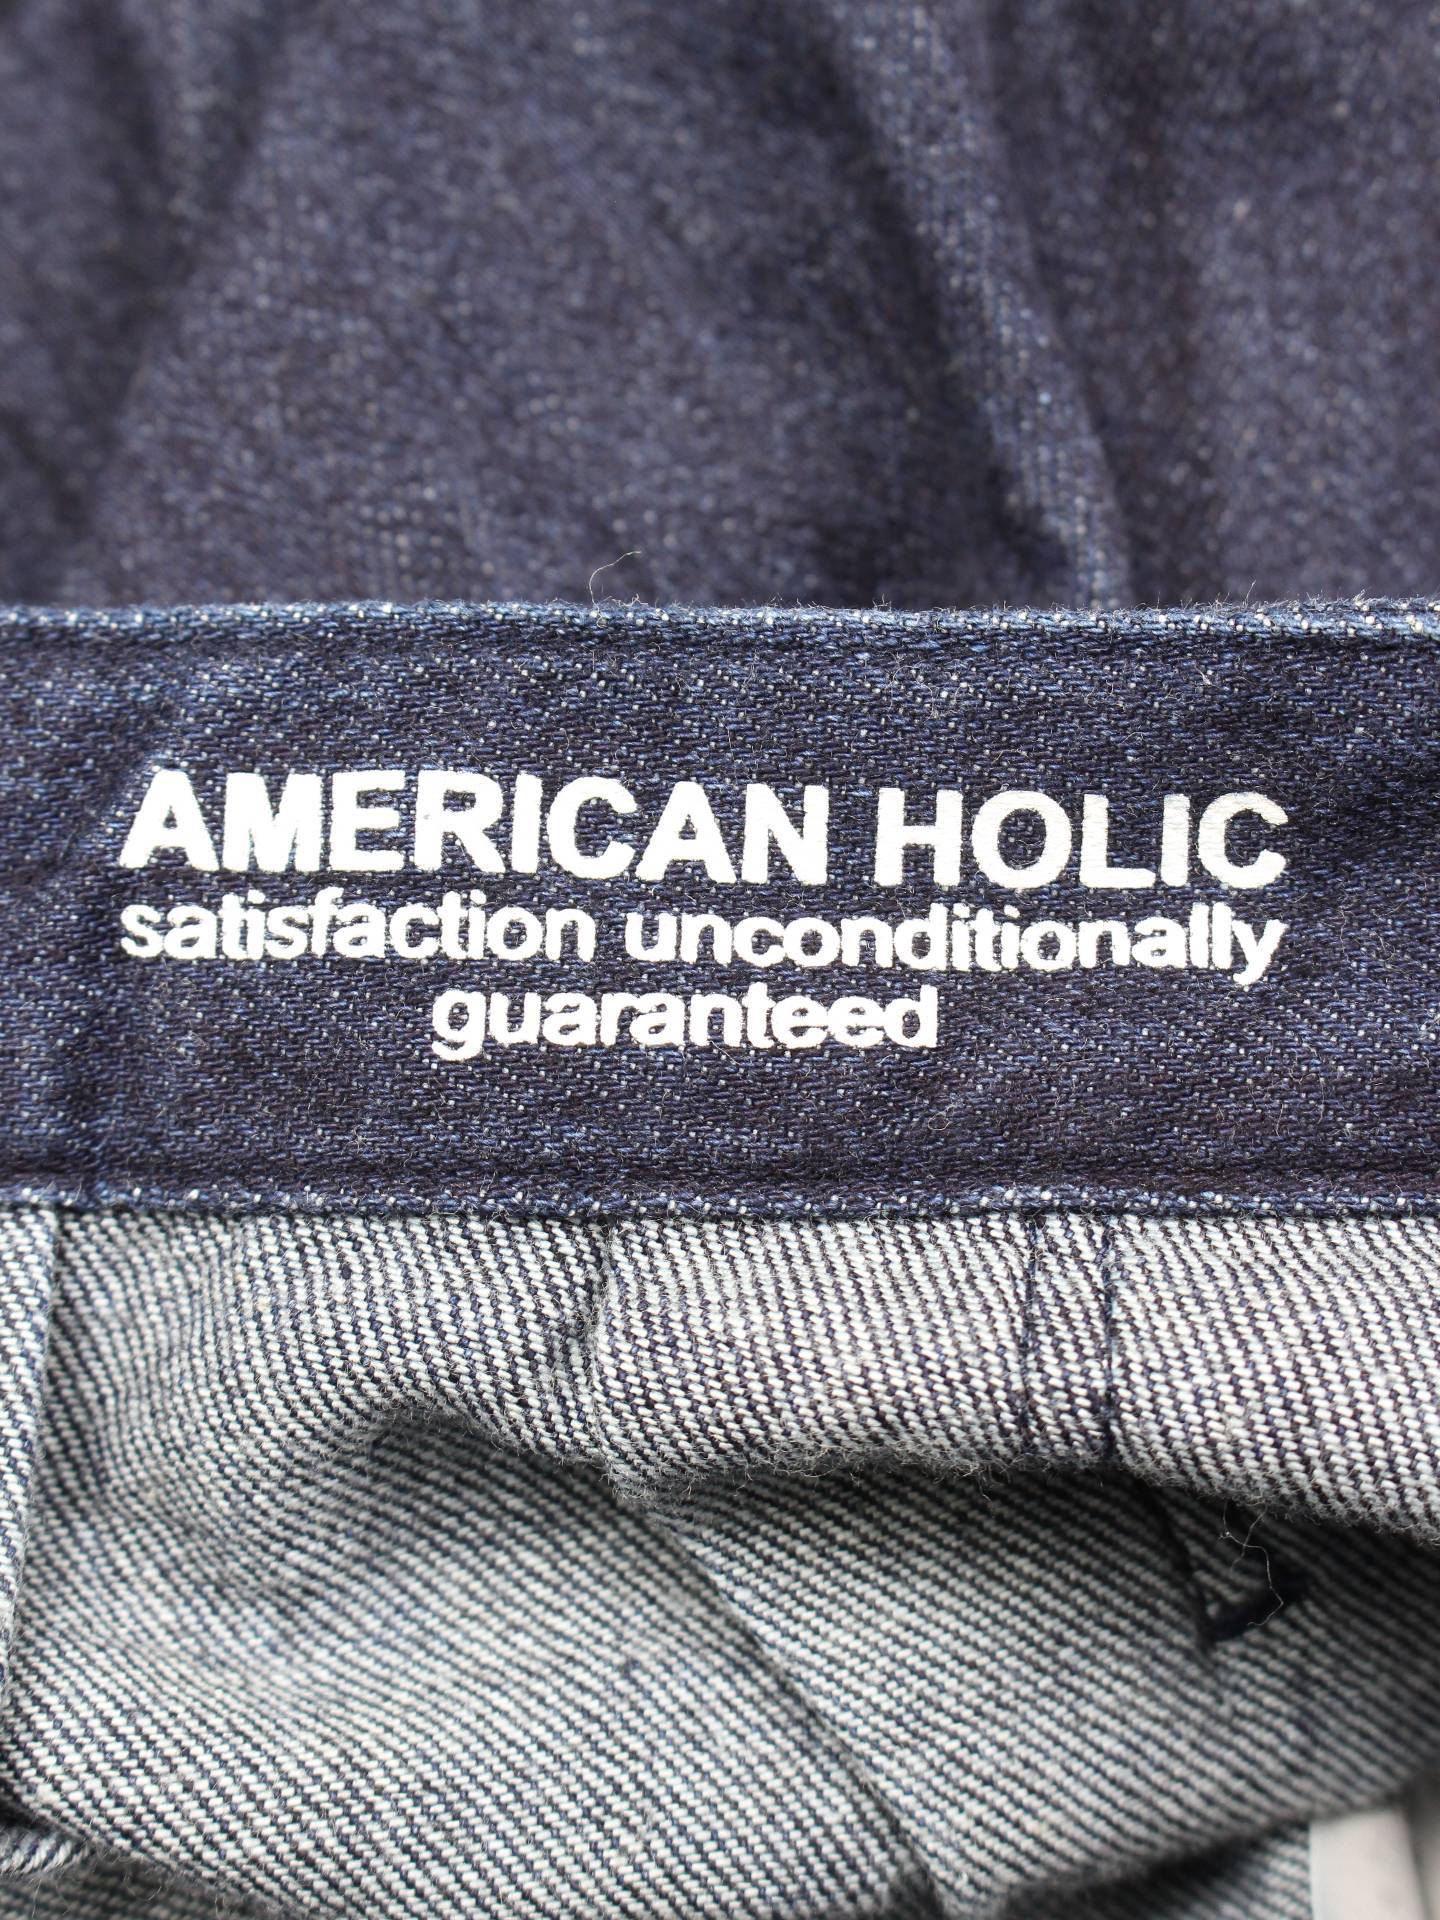 AMERICAN HOLIC
satisfaction unconditionally
guaranteed